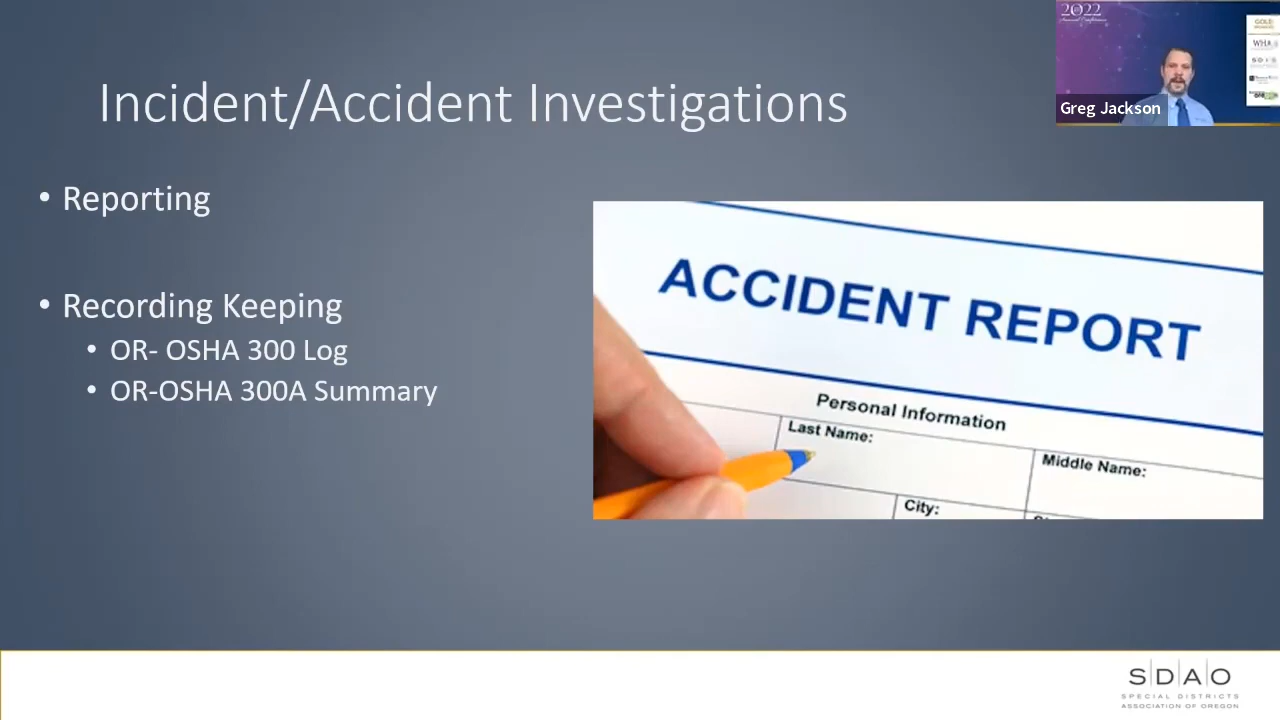 Incident/Accident Investigations
• Reporting
• Recording Keeping
• OR- OSHA 300 Log
• OR-OSHA 300A Summary
ACCIDENT REPORT
Personal Information
Last Name:
Middle Name:
City:
2022
Greg Jackson
GOLD
SDAO
SPECIAL DISTRICTS
ASSOCIATION OF OREGON